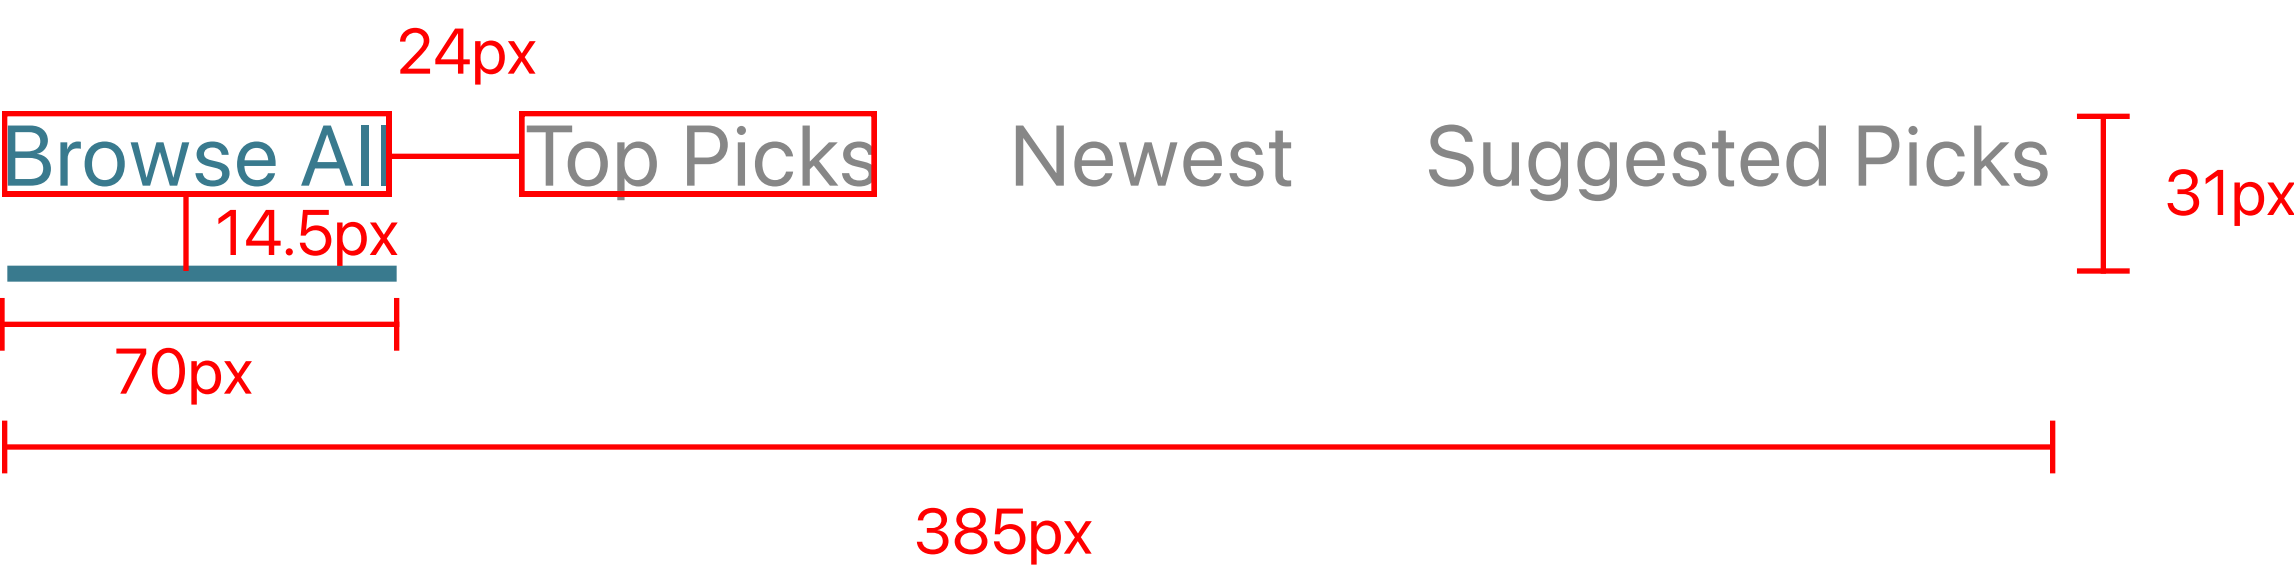 24px
Browse All Top Picks Newest Suggested Picks
31px
14.5px
70px
385px